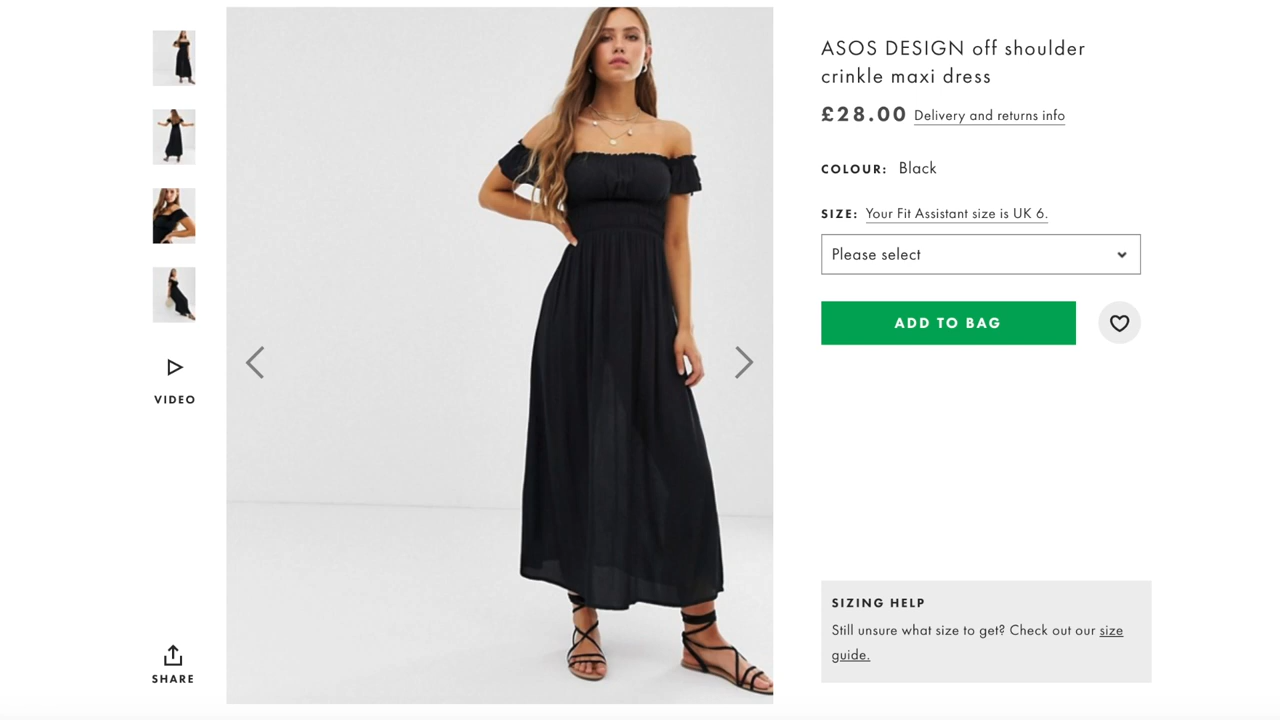 ASOS DESIGN off shoulder
crinkle maxi dress
£28.00 Delivery and returns info
COLOUR: Black
SIZE: Your Fit Assistant size is UK 6.
Please select
ADD TO BAG
VIDEO
SIZING HELP
Still unsure what size to get? Check out our size
guide.
SHARE